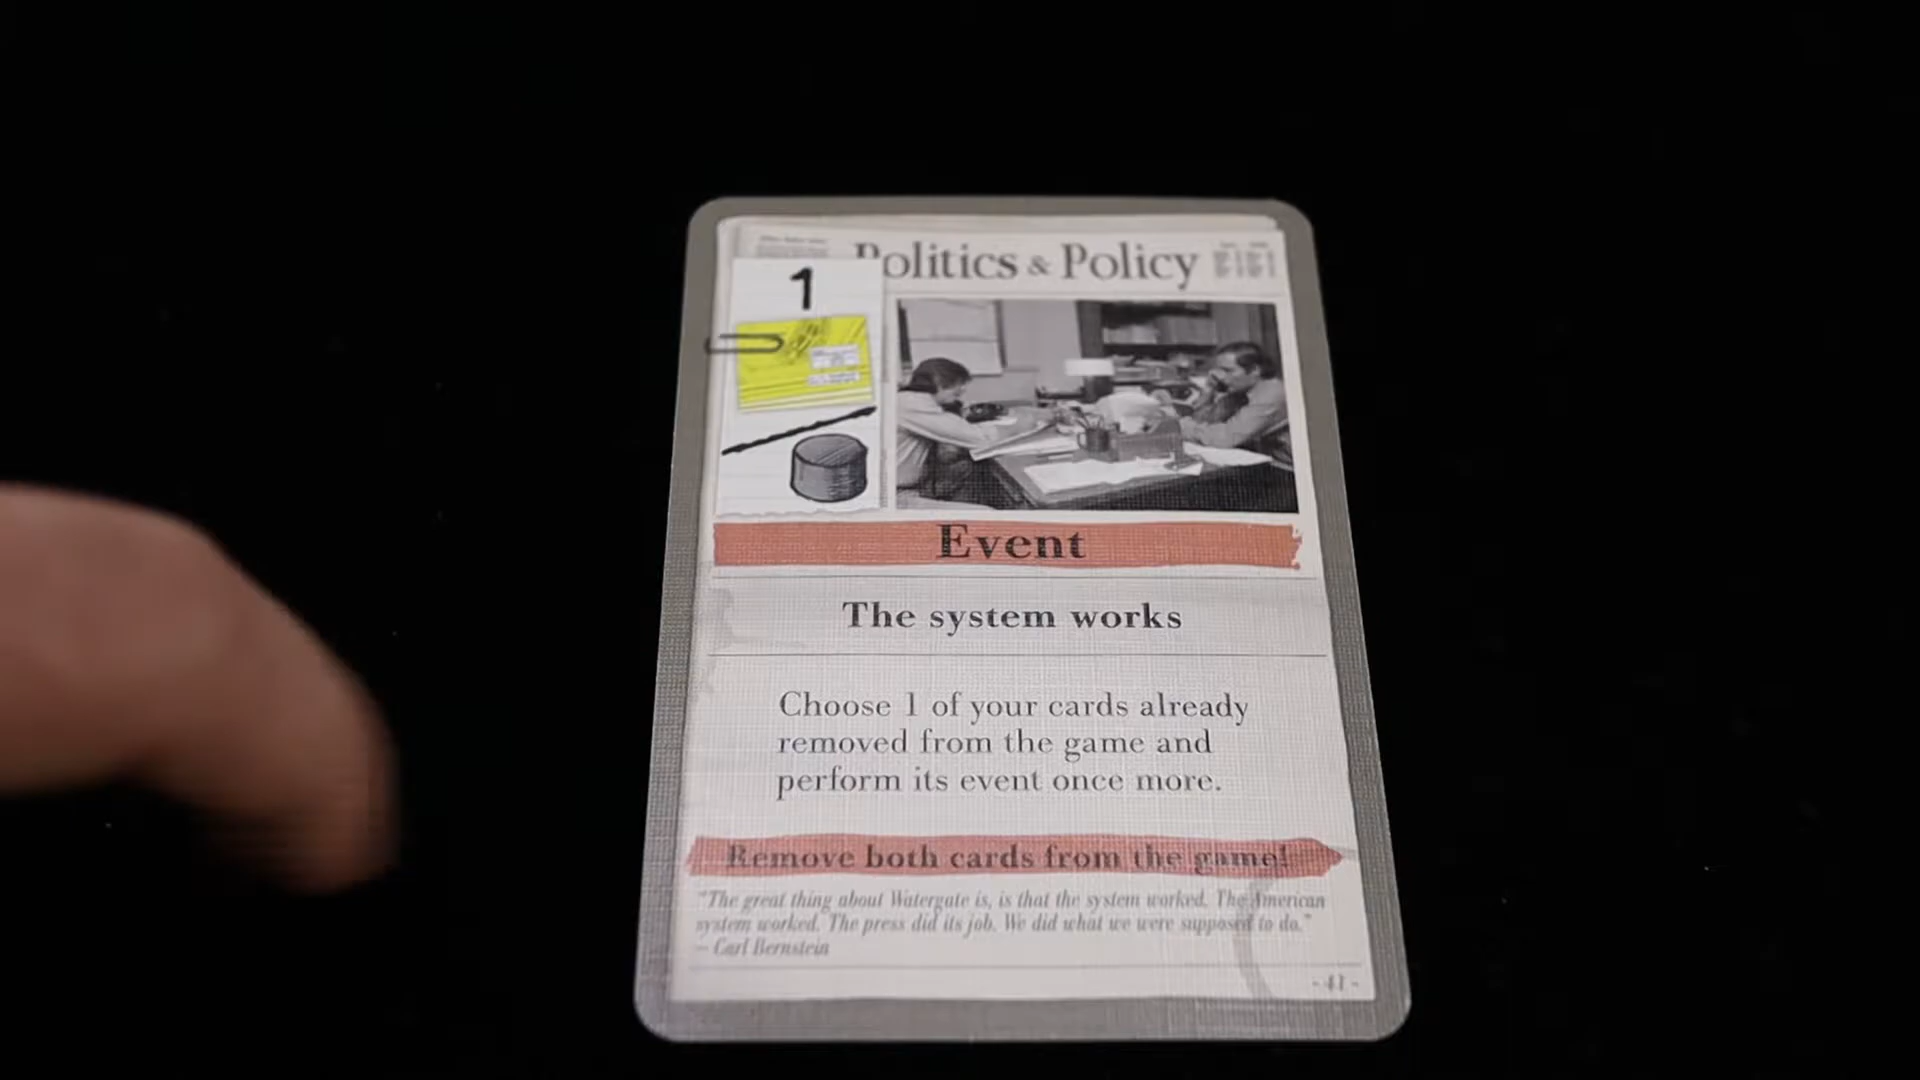 Politics & Policy
1
Event
The system works
Choose 1 of your cards already
removed from the game and
perform its event once more.
Remove both cards from the game!
"The great thing about Watergate is, is that the system worked. The American
system worked. The press did its job. We did what we were supposed to do."
– Carl Bernstein
- 41 -